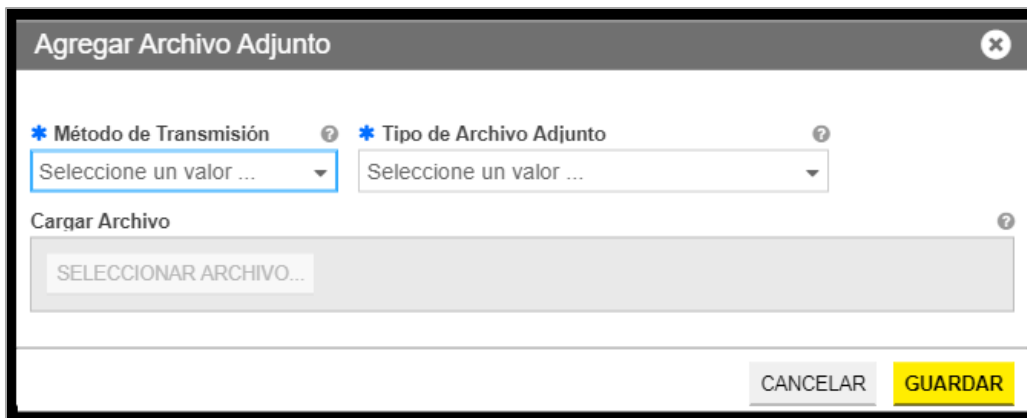 Agregar Archivo Adjunto
✱ Método de Transmisión ? ✱ Tipo de Archivo Adjunto ?
Seleccione un valor ... Seleccione un valor ...
Cargar Archivo ?
SELECCIONAR ARCHIVO...
CANCELAR GUARDAR